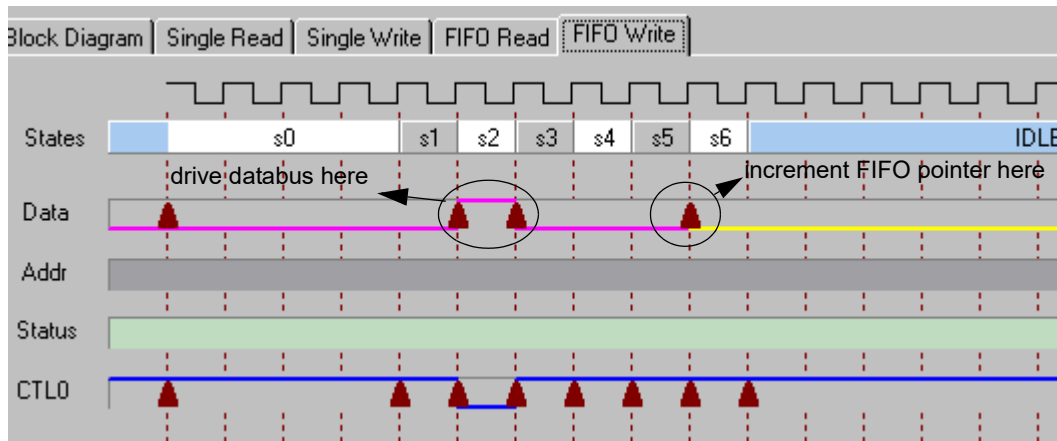 Block Diagram Single Read Single Write FIFO Read FIFO Write
States s0 s1 s2 s3 s4 s5 s6 IDLE
drive databus here increment FIFO pointer here
Data
Addr
Status
CTL0